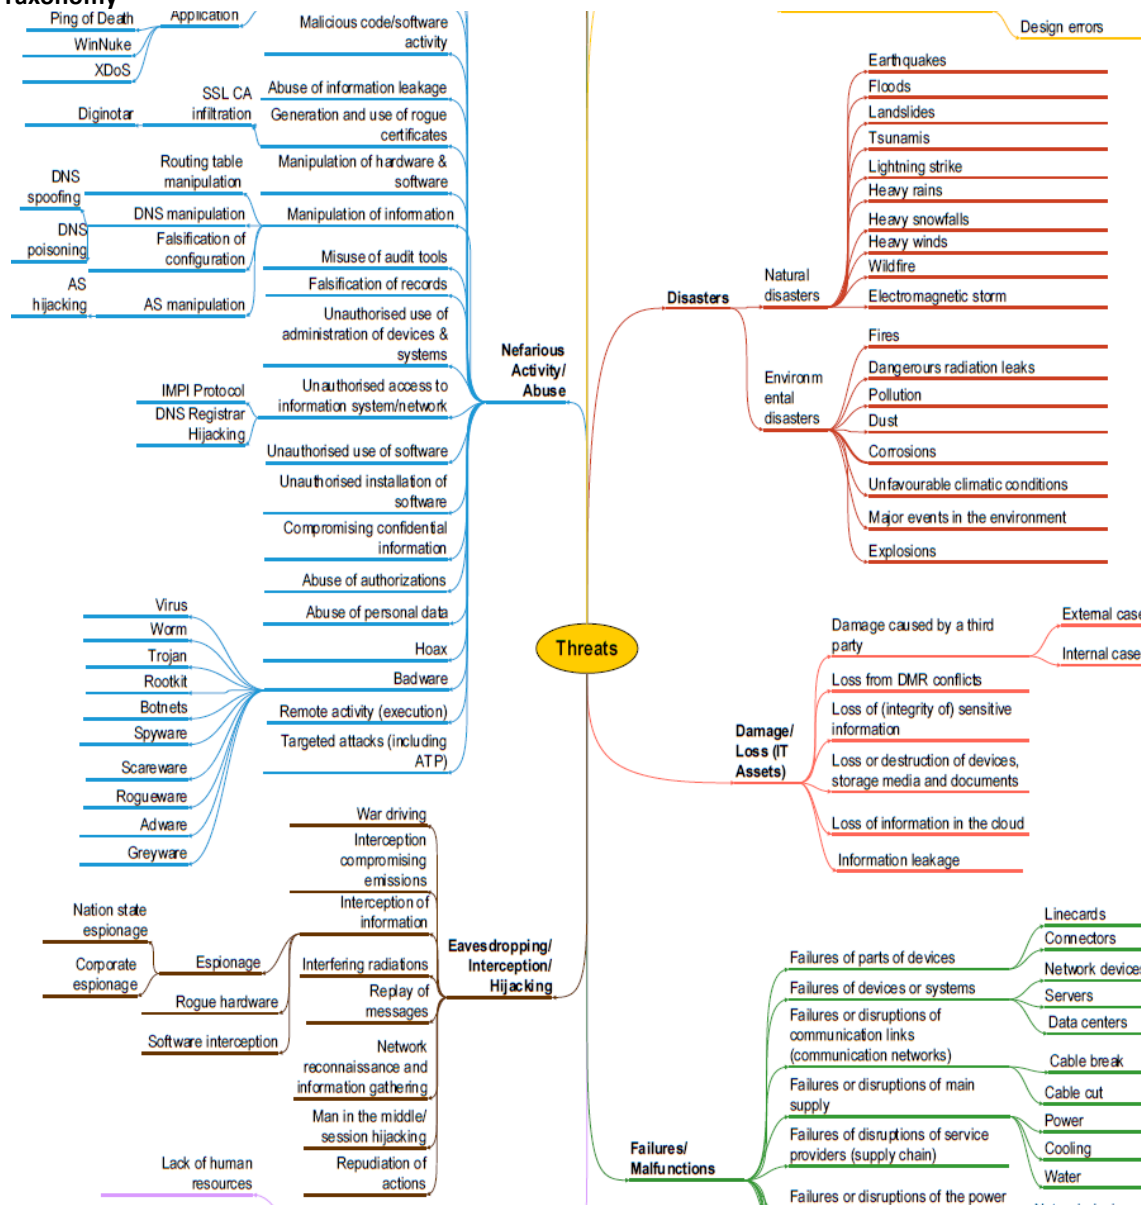 Taxonomy
Ping of Death
WinNuke
XDoS
Application
Malicious code/software
activity
Abuse of information leakage
Diginotar
SSL CA
infiltration
Generation and use of rogue
certificates
Manipulation of hardware &
software
DNS
spoofing
DNS
poisoning
Routing table
manipulation
DNS manipulation
Falsification of
configuration
AS
hijacking
AS manipulation
Manipulation of information
Misuse of audit tools
Falsification of records
Unauthorised use of
administration of devices &
systems
IMPI Protocol
DNS Registrar
Hijacking
Unauthorised access to
information system/network
Unauthorised use of software
Unauthorised installation of
software
Compromising confidential
information
Abuse of authorizations
Abuse of personal data
Hoax
Virus
Worm
Trojan
Rootkit
Botnets
Spyware
Scareware
Rogueware
Adware
Greyware
Badware
Remote activity (execution)
Targeted attacks (including
ATP)
Nefarious
Activity/
Abuse
War driving
Interception
compromising
emissions
Interception of
information
Nation state
espionage
Corporate
espionage
Espionage
Rogue hardware
Software interception
Interfering radiations
Replay of
messages
Network
reconnaissance and
information gathering
Man in the middle/
session hijacking
Repudiation of
actions
Eavesdropping/
Interception/
Hijacking
Lack of human
resources
Threats
Design errors
Disasters
Natural
disasters
Earthquakes
Floods
Landslides
Tsunamis
Lightning strike
Heavy rains
Heavy snowfalls
Heavy winds
Wildfire
Electromagnetic storm
Environm
ental
disasters
Fires
Dangerours radiation leaks
Pollution
Dust
Corrosions
Unfavourable climatic conditions
Major events in the environment
Explosions
Damage/
Loss (IT
Assets)
Damage caused by a third
party
External case
Internal case
Loss from DMR conflicts
Loss of (integrity of) sensitive
information
Loss or destruction of devices,
storage media and documents
Loss of information in the cloud
Information leakage
Failures/
Malfunctions
Failures of parts of devices
Linecards
Connectors
Failures of devices or systems
Network devices
Servers
Data centers
Failures or disruptions of
communication links
(communication networks)
Cable break
Cable cut
Failures or disruptions of main
supply
Power
Cooling
Water
Failures of disruptions of service
providers (supply chain)
Failures or disruptions of the power